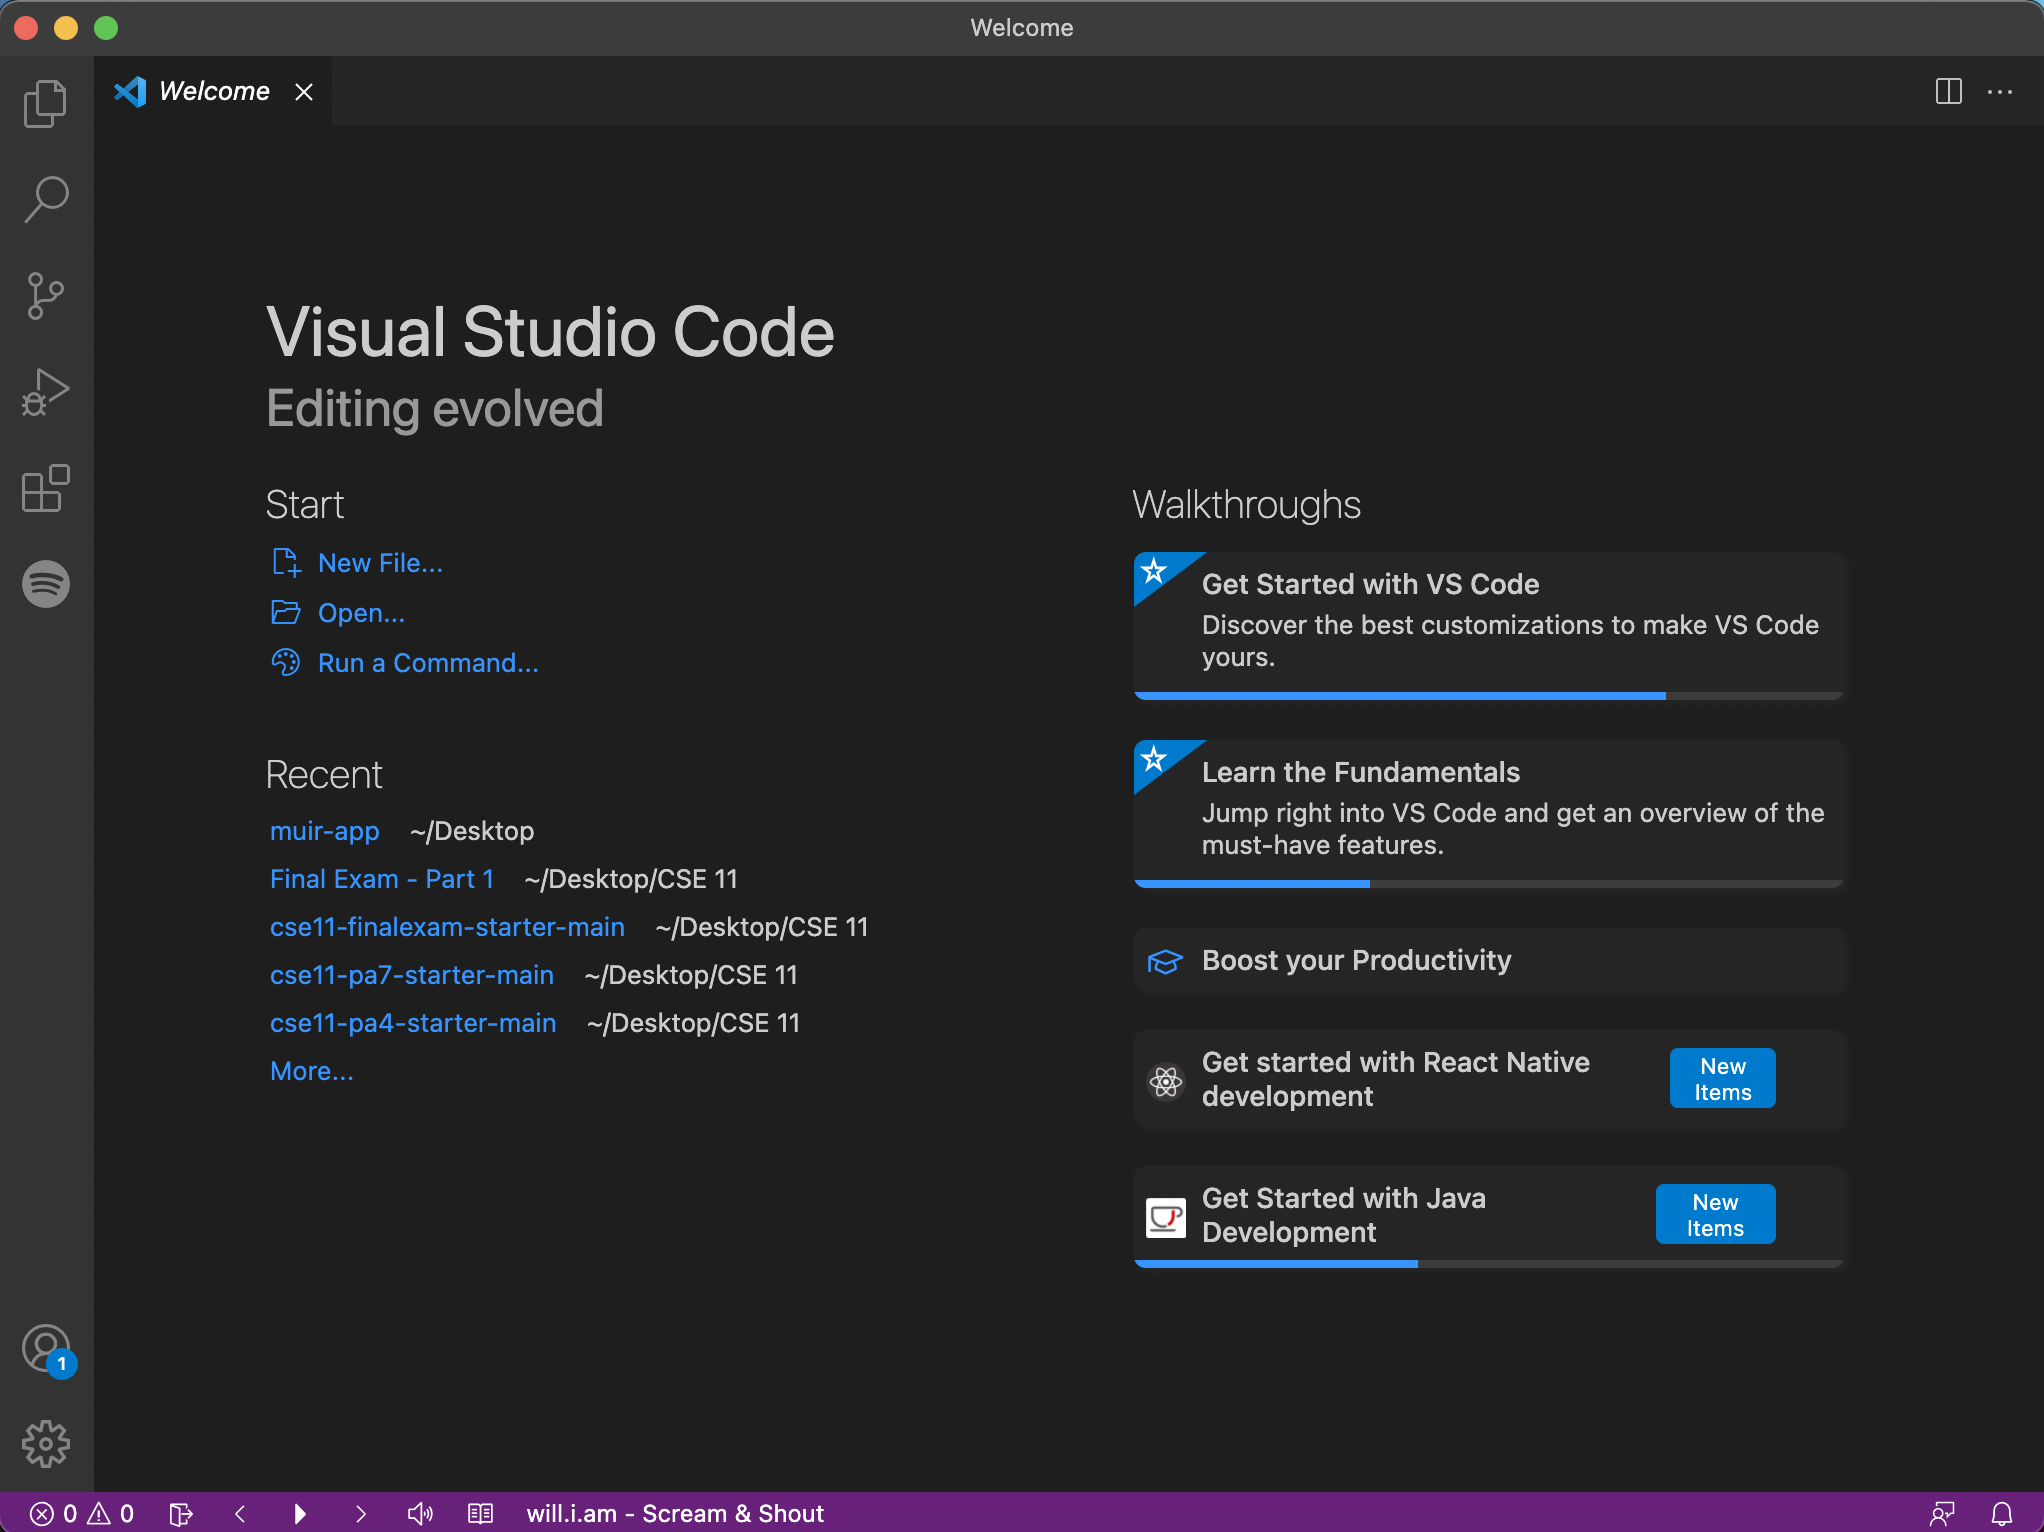 Welcome
Welcome
Visual Studio Code
Editing evolved
Start
New File...
Open...
Run a Command...
Recent
muir-app ~/Desktop
Final Exam - Part 1 ~/Desktop/CSE 11
cse11-finalexam-starter-main ~/Desktop/CSE 11
cse11-pa7-starter-main ~/Desktop/CSE 11
cse11-pa4-starter-main ~/Desktop/CSE 11
More...
Walkthroughs
Get Started with VS Code
Discover the best customizations to make VS Code
yours.
Learn the Fundamentals
Jump right into VS Code and get an overview of the
must-have features.
Boost your Productivity
Get started with React Native
development
New
Items
Get Started with Java
Development
New
Items
1
0 0 will.i.am - Scream & Shout